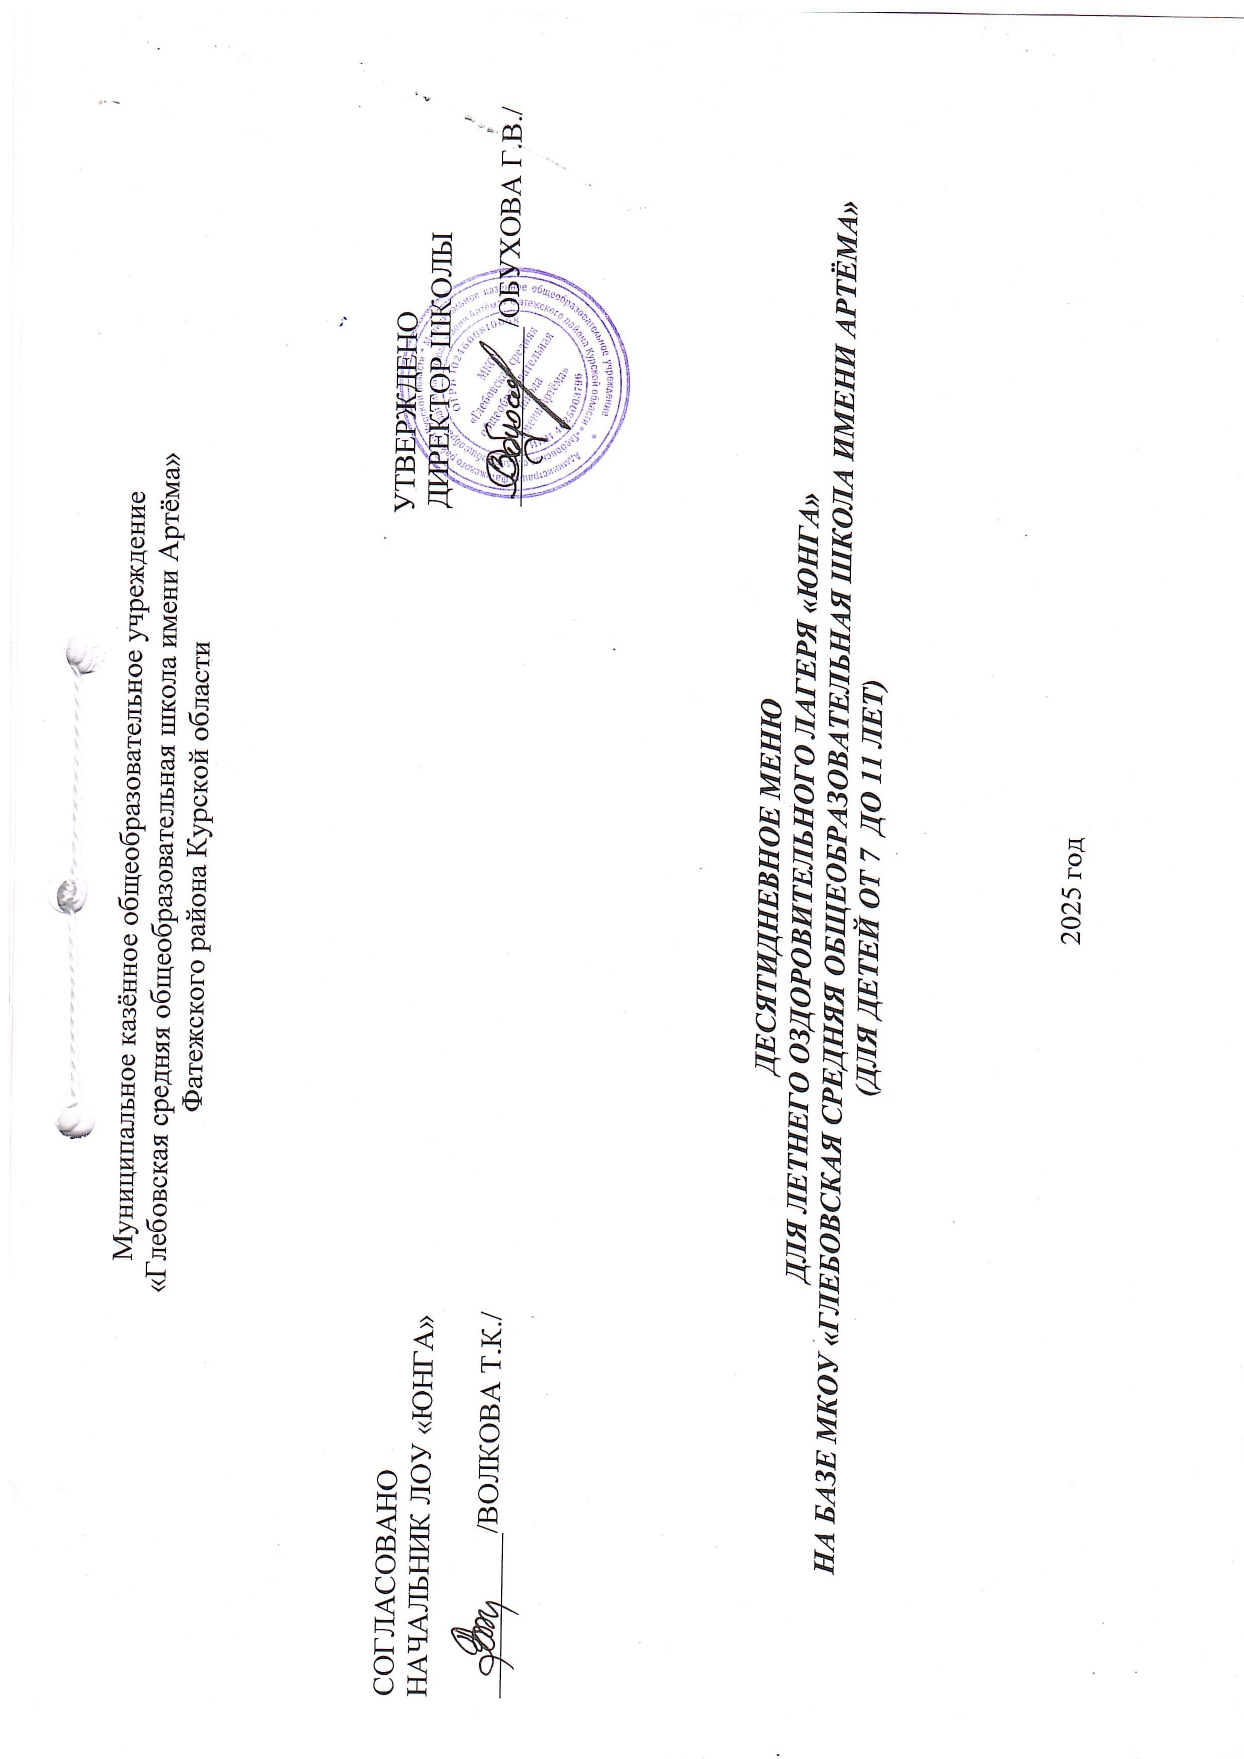 Муниципальное казённое общеобразовательное учреждение
«Глебовская средняя общеобразовательная школа имени Артёма»
Фатежского района Курской области
СОГЛАСОВАНО
НАЧАЛЬНИК ЛОУ «ЮНГА»
/ВОЛКОВА Т.К./
УТВЕРЖДЕНО
ДИРЕКТОР ШКОЛЫ
/ОБУХОВА Г.В./
ДЕСЯТИДНЕВНОЕ МЕНЮ
ДЛЯ ЛЕТНЕГО ОЗДОРОВИТЕЛЬНОГО ЛАГЕРЯ «ЮНГА»
НА БАЗЕ МКОУ «ГЛЕБОВСКАЯ СРЕДНЯЯ ОБЩЕОБРАЗОВАТЕЛЬНАЯ ШКОЛА ИМЕНИ АРТЁМА»
(ДЛЯ ДЕТЕЙ ОТ 7 ДО 11 ЛЕТ)
2025 год